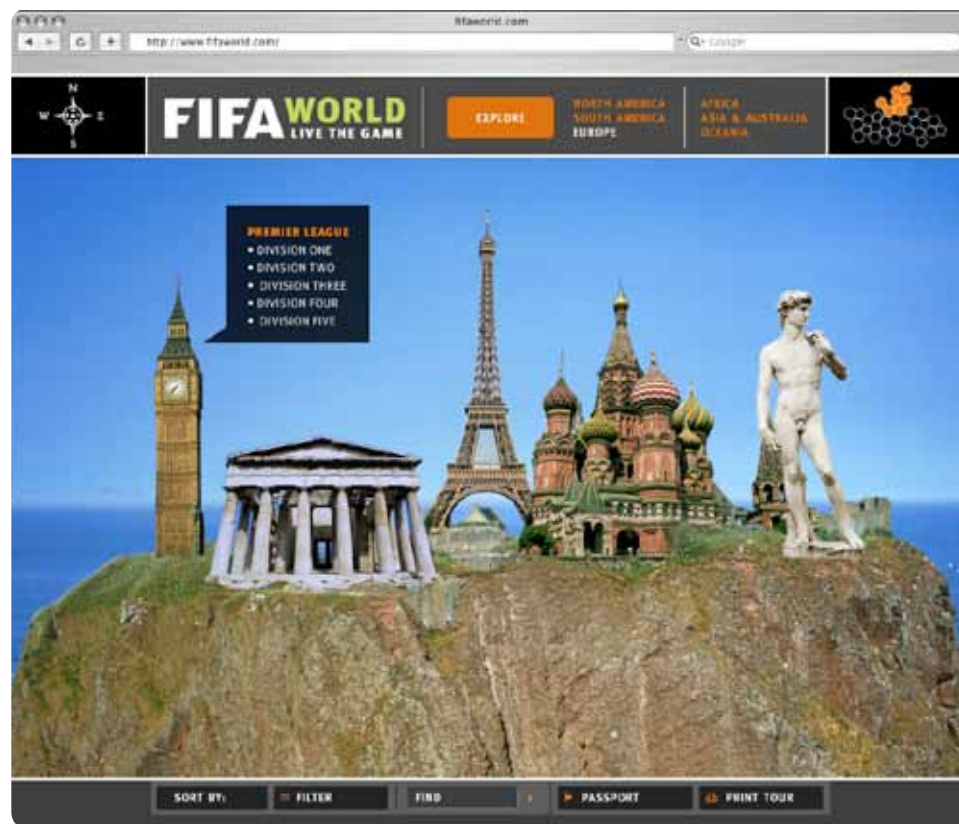 fifaworld.com
http://www.fifaworld.com/
Google
N
W E
S
FIFA WORLD
LIVE THE GAME
EXPLORE
NORTH AMERICA
SOUTH AMERICA
EUROPE
AFRICA
ASIA & AUSTRALIA
OCEANIA
PREMIER LEAGUE
• DIVISION ONE
• DIVISION TWO
• DIVISION THREE
• DIVISION FOUR
• DIVISION FIVE
SORT BY:
FILTER
FIND
PASSPORT
PRINT TOUR